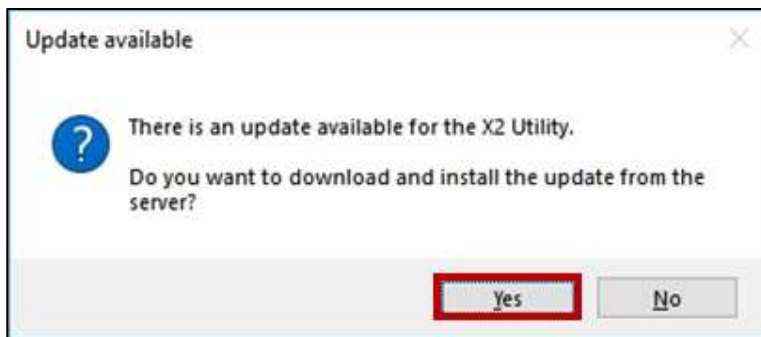 Update available
There is an update available for the X2 Utility.
Do you want to download and install the update from the
server?
Yes
No